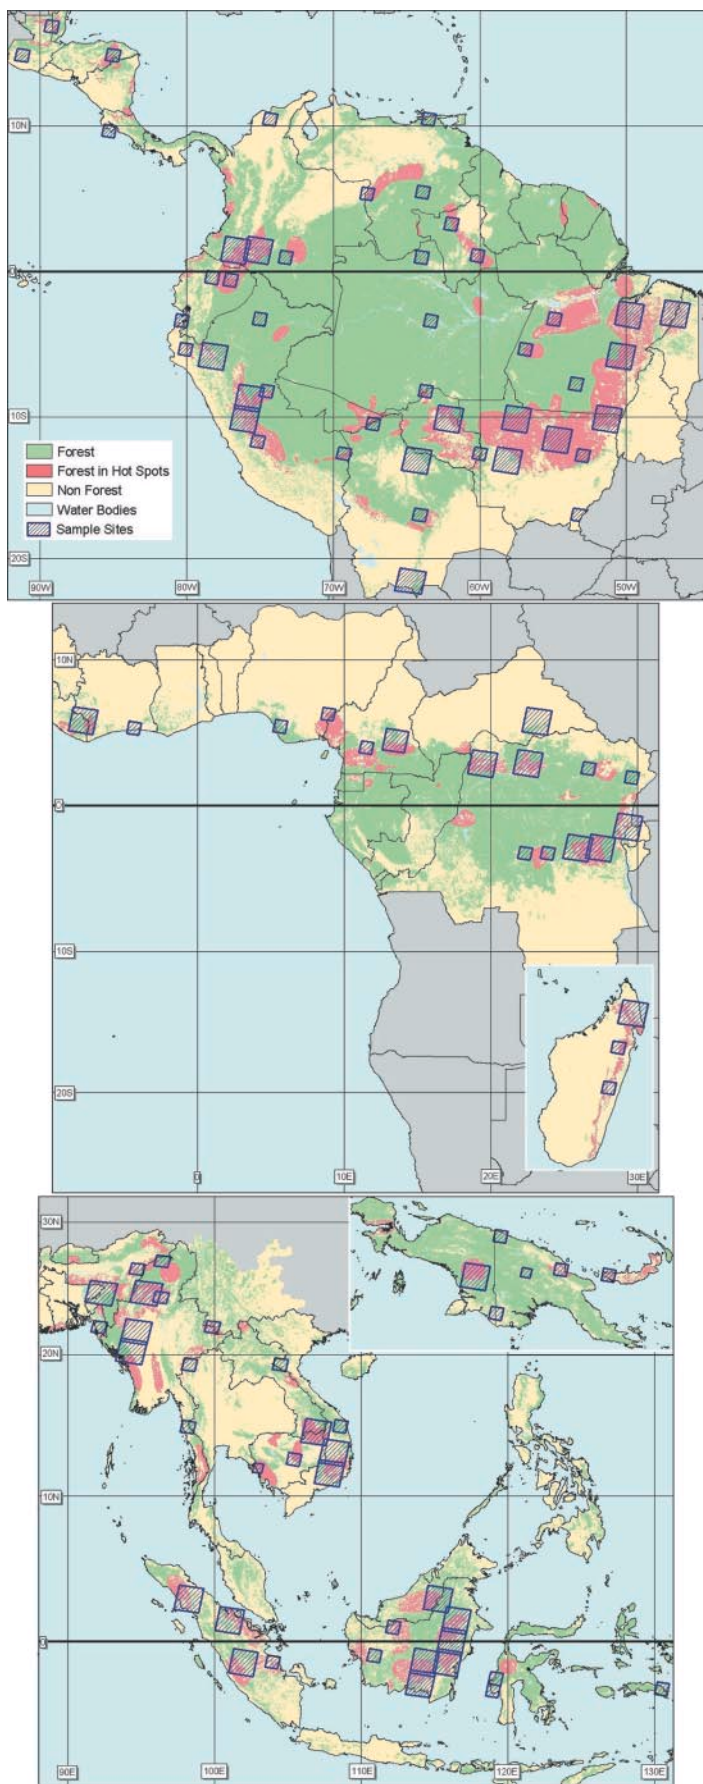 10N
0
10S
Forest
Forest in Hot Spots
Non Forest
Water Bodies
Sample Sites
20S
90W 80W 70W 60W 50W
10N
0
10S
20S
0 10E 20E 30E
30N
20N
10N
0
90E 100E 110E 120E 130E